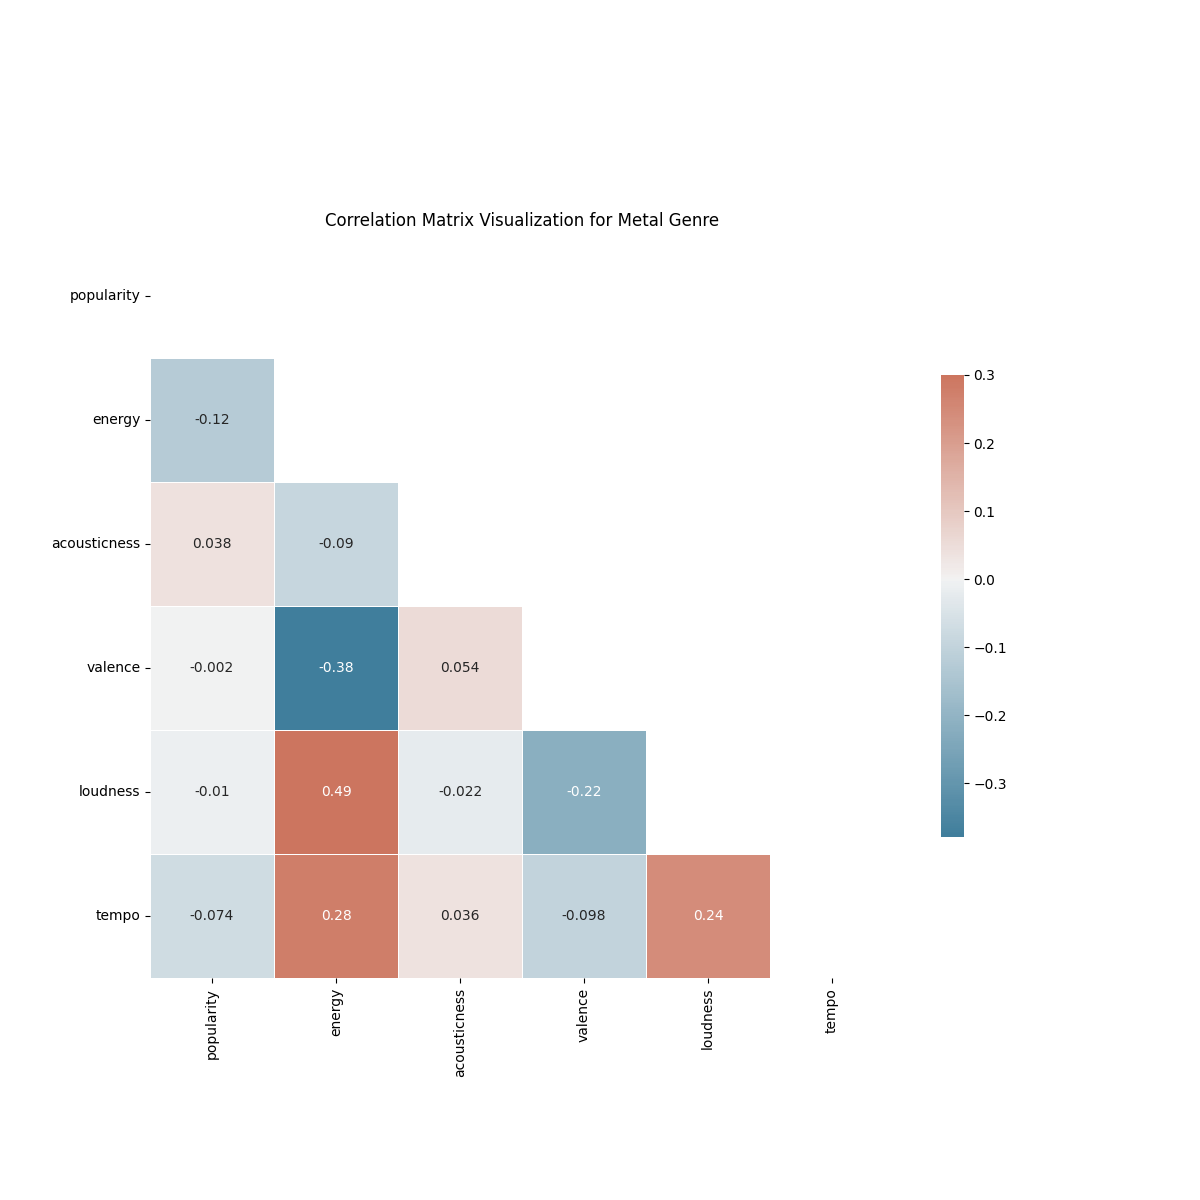 Correlation Matrix Visualization for Metal Genre
popularity
energy -0.12
acousticness 0.038 -0.09
valence -0.002 -0.38 0.054
loudness -0.01 0.49 -0.022 -0.22
tempo -0.074 0.28 0.036 -0.098 0.24
popularity energy acousticness valence loudness tempo
0.3
0.2
0.1
0.0
−0.1
−0.2
−0.3